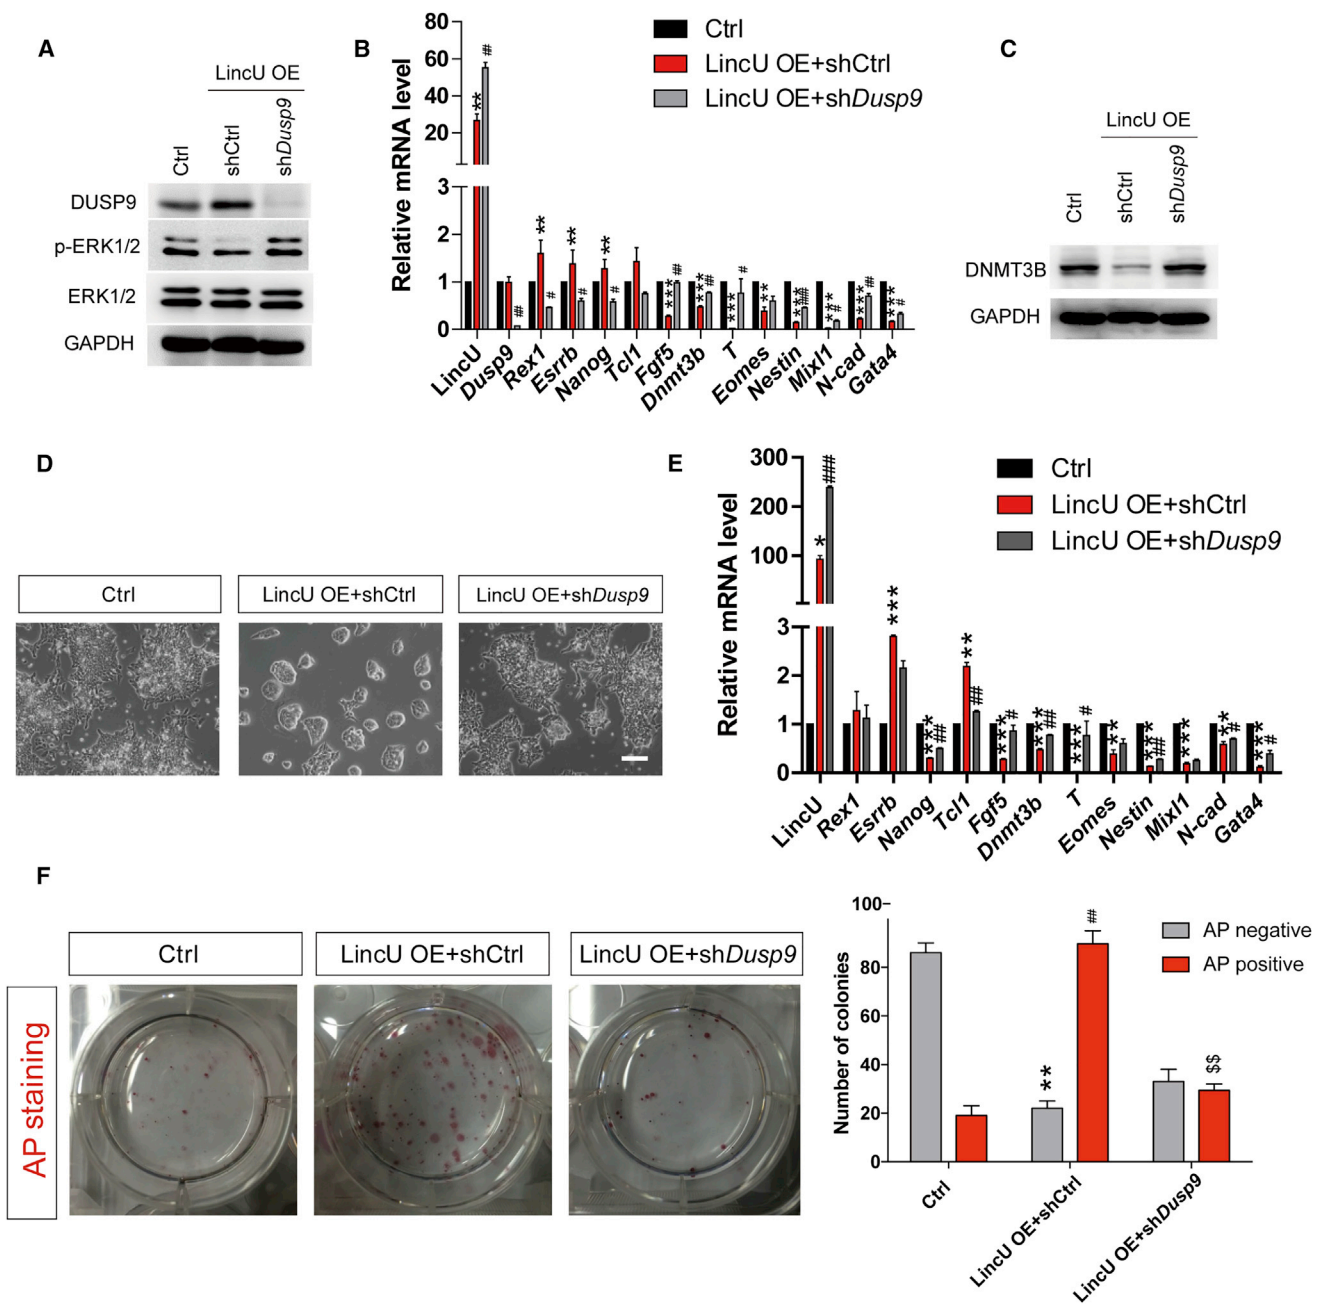 A
LincU OE
Ctrl
shCtrl
shDusp9
DUSP9
p-ERK1/2
ERK1/2
GAPDH
B
Relative mRNA level
80
60
40
20
3
2
1
0
Ctrl
LincU OE+shCtrl
LincU OE+shDusp9
**
##
##
**
#
**
#
**
#
***
##
***
##
***
#
**
***
##
***
#
***
##
***
#
LincU
Dusp9
Rex1
Esrrb
Nanog
Tcl1
Fgf5
Dnmt3b
T
Eomes
Nestin
Mixl1
N-cad
Gata4
C
LincU OE
Ctrl
shCtrl
shDusp9
DNMT3B
GAPDH
D
Ctrl
LincU OE+shCtrl
LincU OE+shDusp9
E
Relative mRNA level
300
200
100
3
2
1
0
Ctrl
LincU OE+shCtrl
LincU OE+shDusp9
*
###
***
***
##
**
##
***
#
***
##
***
#
**
***
##
***
**
#
***
#
LincU
Rex1
Esrrb
Nanog
Tcl1
Fgf5
Dnmt3b
T
Eomes
Nestin
Mixl1
N-cad
Gata4
F
AP staining
Ctrl
LincU OE+shCtrl
LincU OE+shDusp9
Number of colonies
100
80
60
40
20
0
AP negative
AP positive
**
##
$$
Ctrl
LincU OE+shCtrl
LincU OE+shDusp9